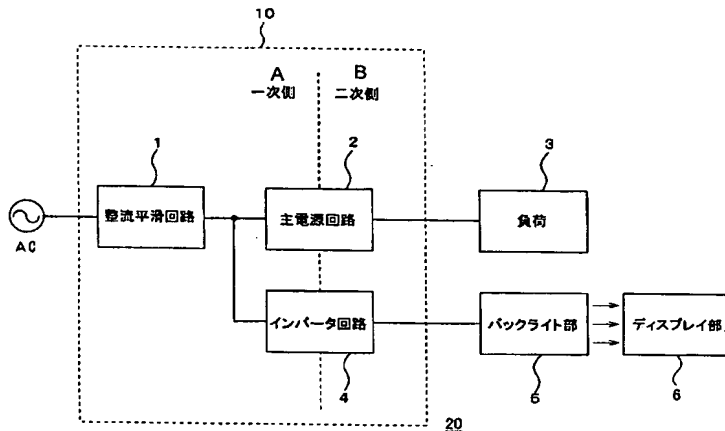 10
A
一次側
B
二次側
1
2
3
整流平滑回路
主電源回路
負荷
AC
インバータ回路
バックライト部
ディスプレイ部
4
5
6
20